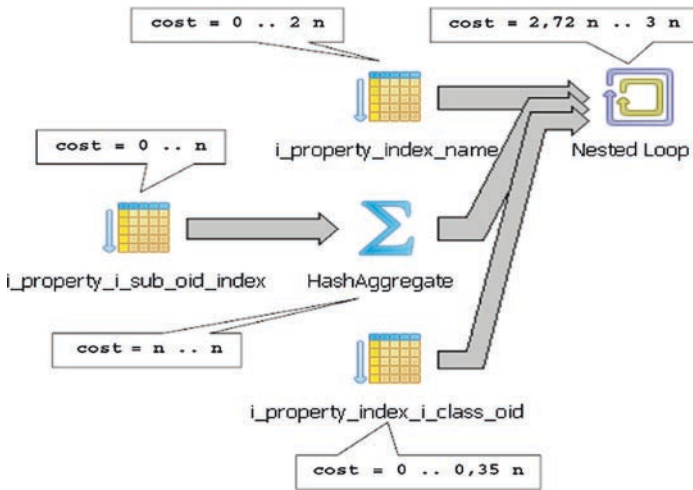 cost = 0 .. 2 n
cost = 2,72 n .. 3 n
i_property_index_name
Nested Loop
cost = 0 .. n
i_property_i_sub_oid_index
HashAggregate
cost = n .. n
i_property_index_i_class_oid
cost = 0 .. 0,35 n